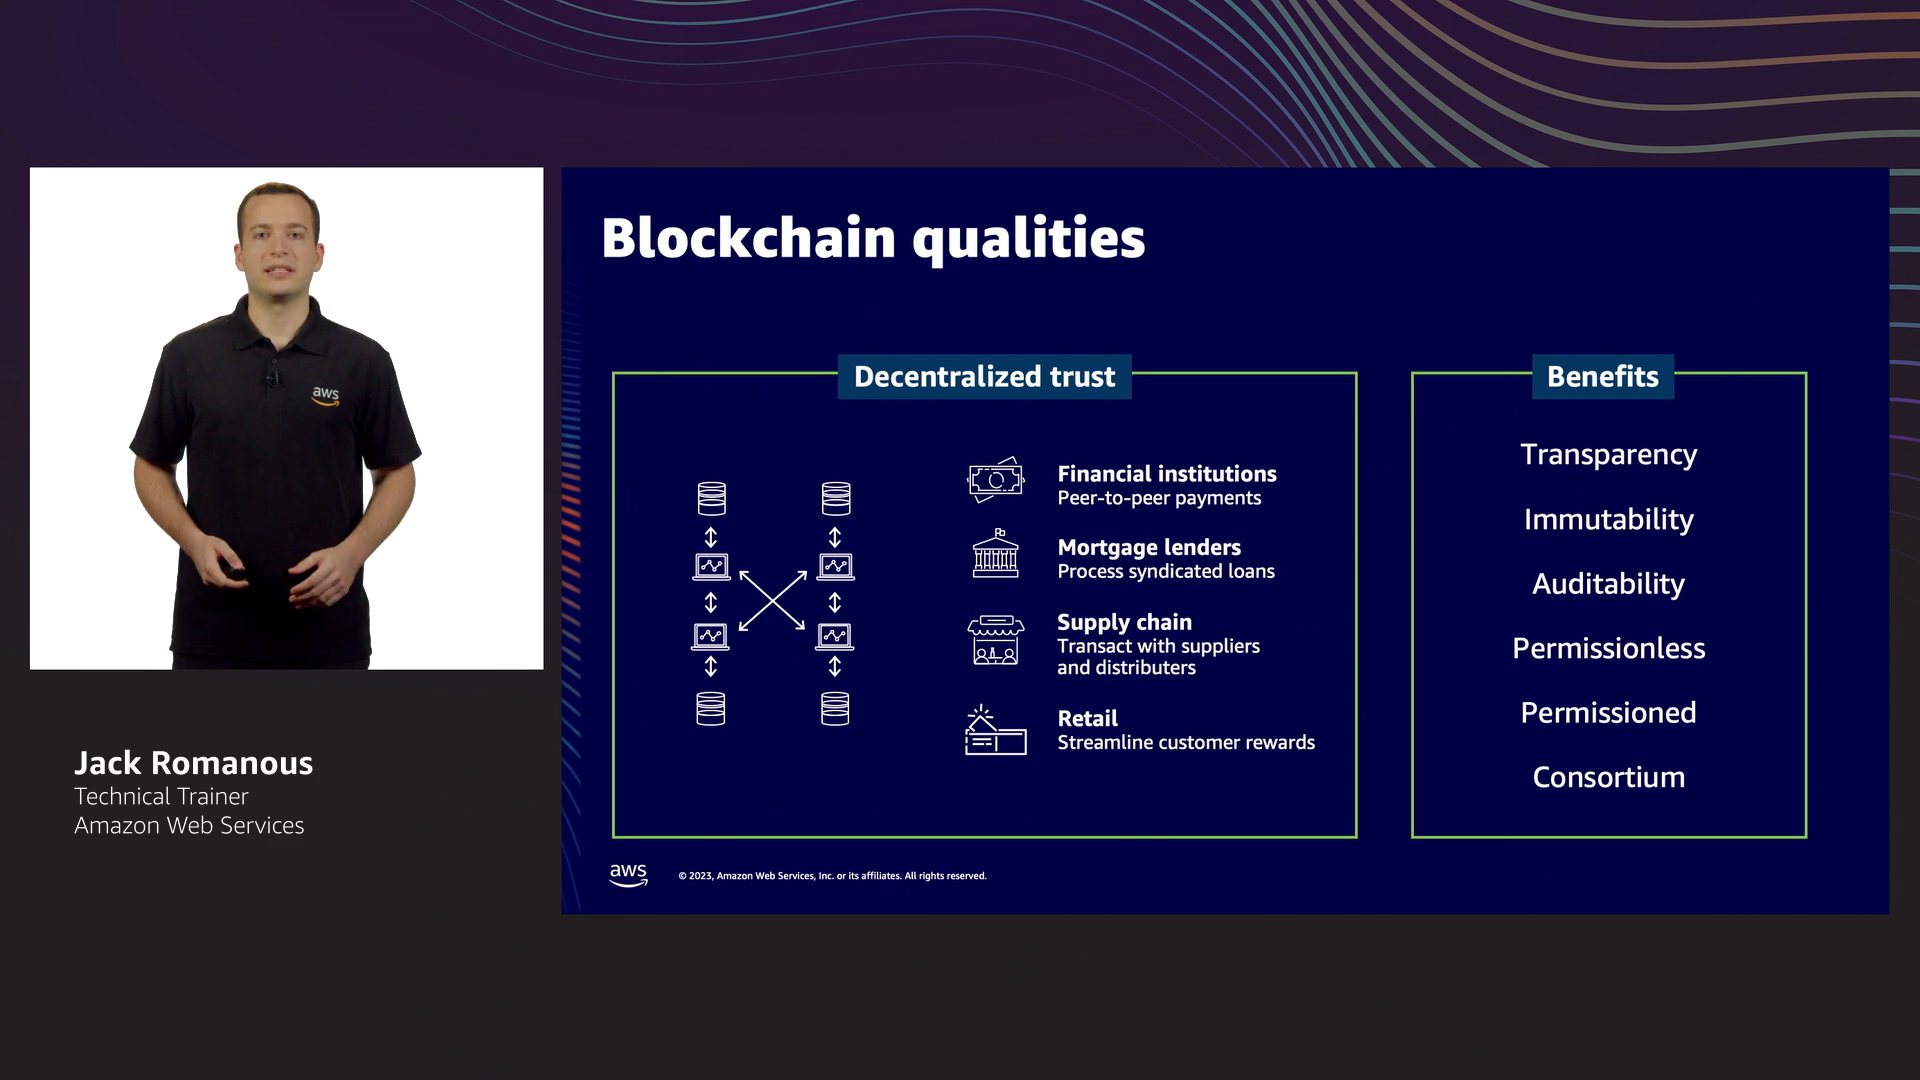 aws
Jack Romanous
Technical Trainer
Amazon Web Services
Blockchain qualities
Decentralized trust
Financial institutions
Peer-to-peer payments
Mortgage lenders
Process syndicated loans
Supply chain
Transact with suppliers
and distributers
Retail
Streamline customer rewards
Benefits
Transparency
Immutability
Auditability
Permissionless
Permissioned
Consortium
aws
© 2023, Amazon Web Services, Inc. or its affiliates. All rights reserved.